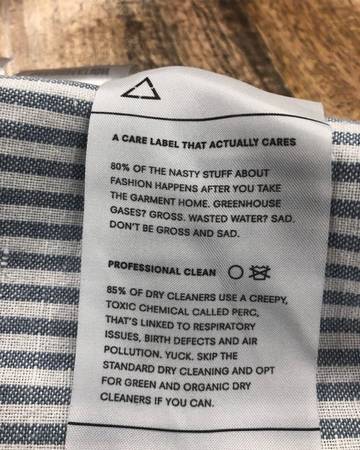 A CARE LABEL THAT ACTUALLY CARES
80% OF THE NASTY STUFF ABOUT
FASHION HAPPENS AFTER YOU TAKE
THE GARMENT HOME. GREENHOUSE
GASES? GROSS. WASTED WATER? SAD.
DON'T BE GROSS AND SAD.
PROFESSIONAL CLEAN
85% OF DRY CLEANERS USE A CREEPY,
TOXIC CHEMICAL CALLED PERC,
THAT'S LINKED TO RESPIRATORY
ISSUES, BIRTH DEFECTS AND AIR
POLLUTION. YUCK. SKIP THE
STANDARD DRY CLEANING AND OPT
FOR GREEN AND ORGANIC DRY
CLEANERS IF YOU CAN.